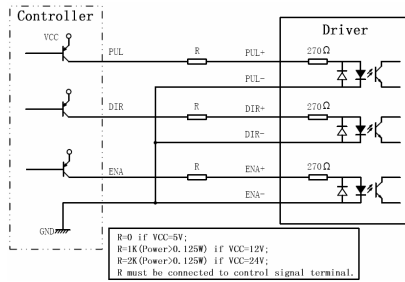 Controller
Driver
VCC
PUL
R
PUL+
270Ω
PUL-
DIR
R
DIR+
270Ω
DIR-
ENA
R
ENA+
270Ω
ENA-
GND
R=0 if VCC=5V;
R=1K(Power>0.125W) if VCC=12V;
R=2K(Power>0.125W) if VCC=24V;
R must be connected to control signal terminal.